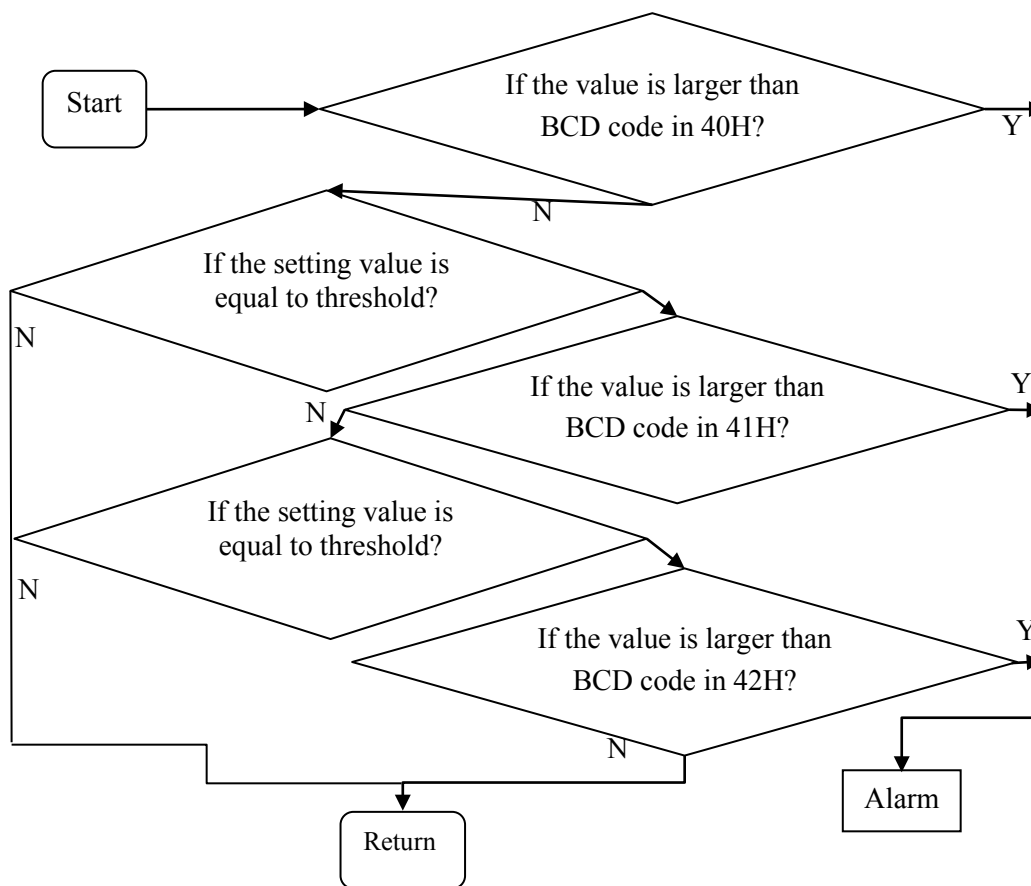 Start
If the value is larger than
BCD code in 40H?
Y
N
If the setting value is
equal to threshold?
N
If the value is larger than
BCD code in 41H?
Y
N
If the setting value is
equal to threshold?
N
If the value is larger than
BCD code in 42H?
Y
N
Alarm
Return